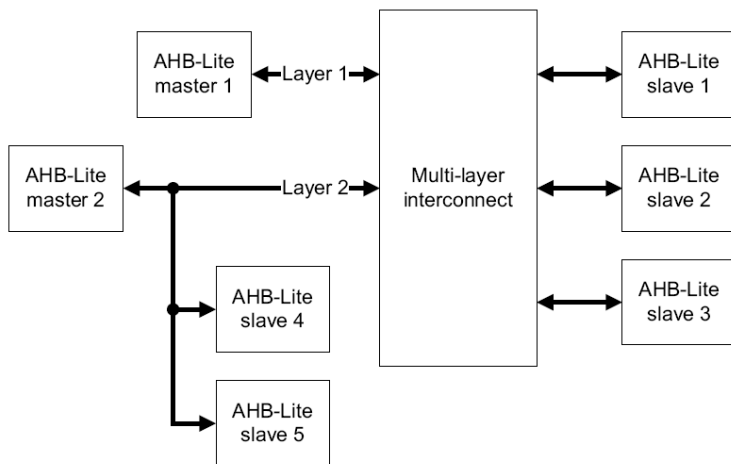 AHB-Lite
master 1
Layer 1
AHB-Lite
slave 1
AHB-Lite
master 2
Layer 2
Multi-layer
interconnect
AHB-Lite
slave 2
AHB-Lite
slave 4
AHB-Lite
slave 3
AHB-Lite
slave 5